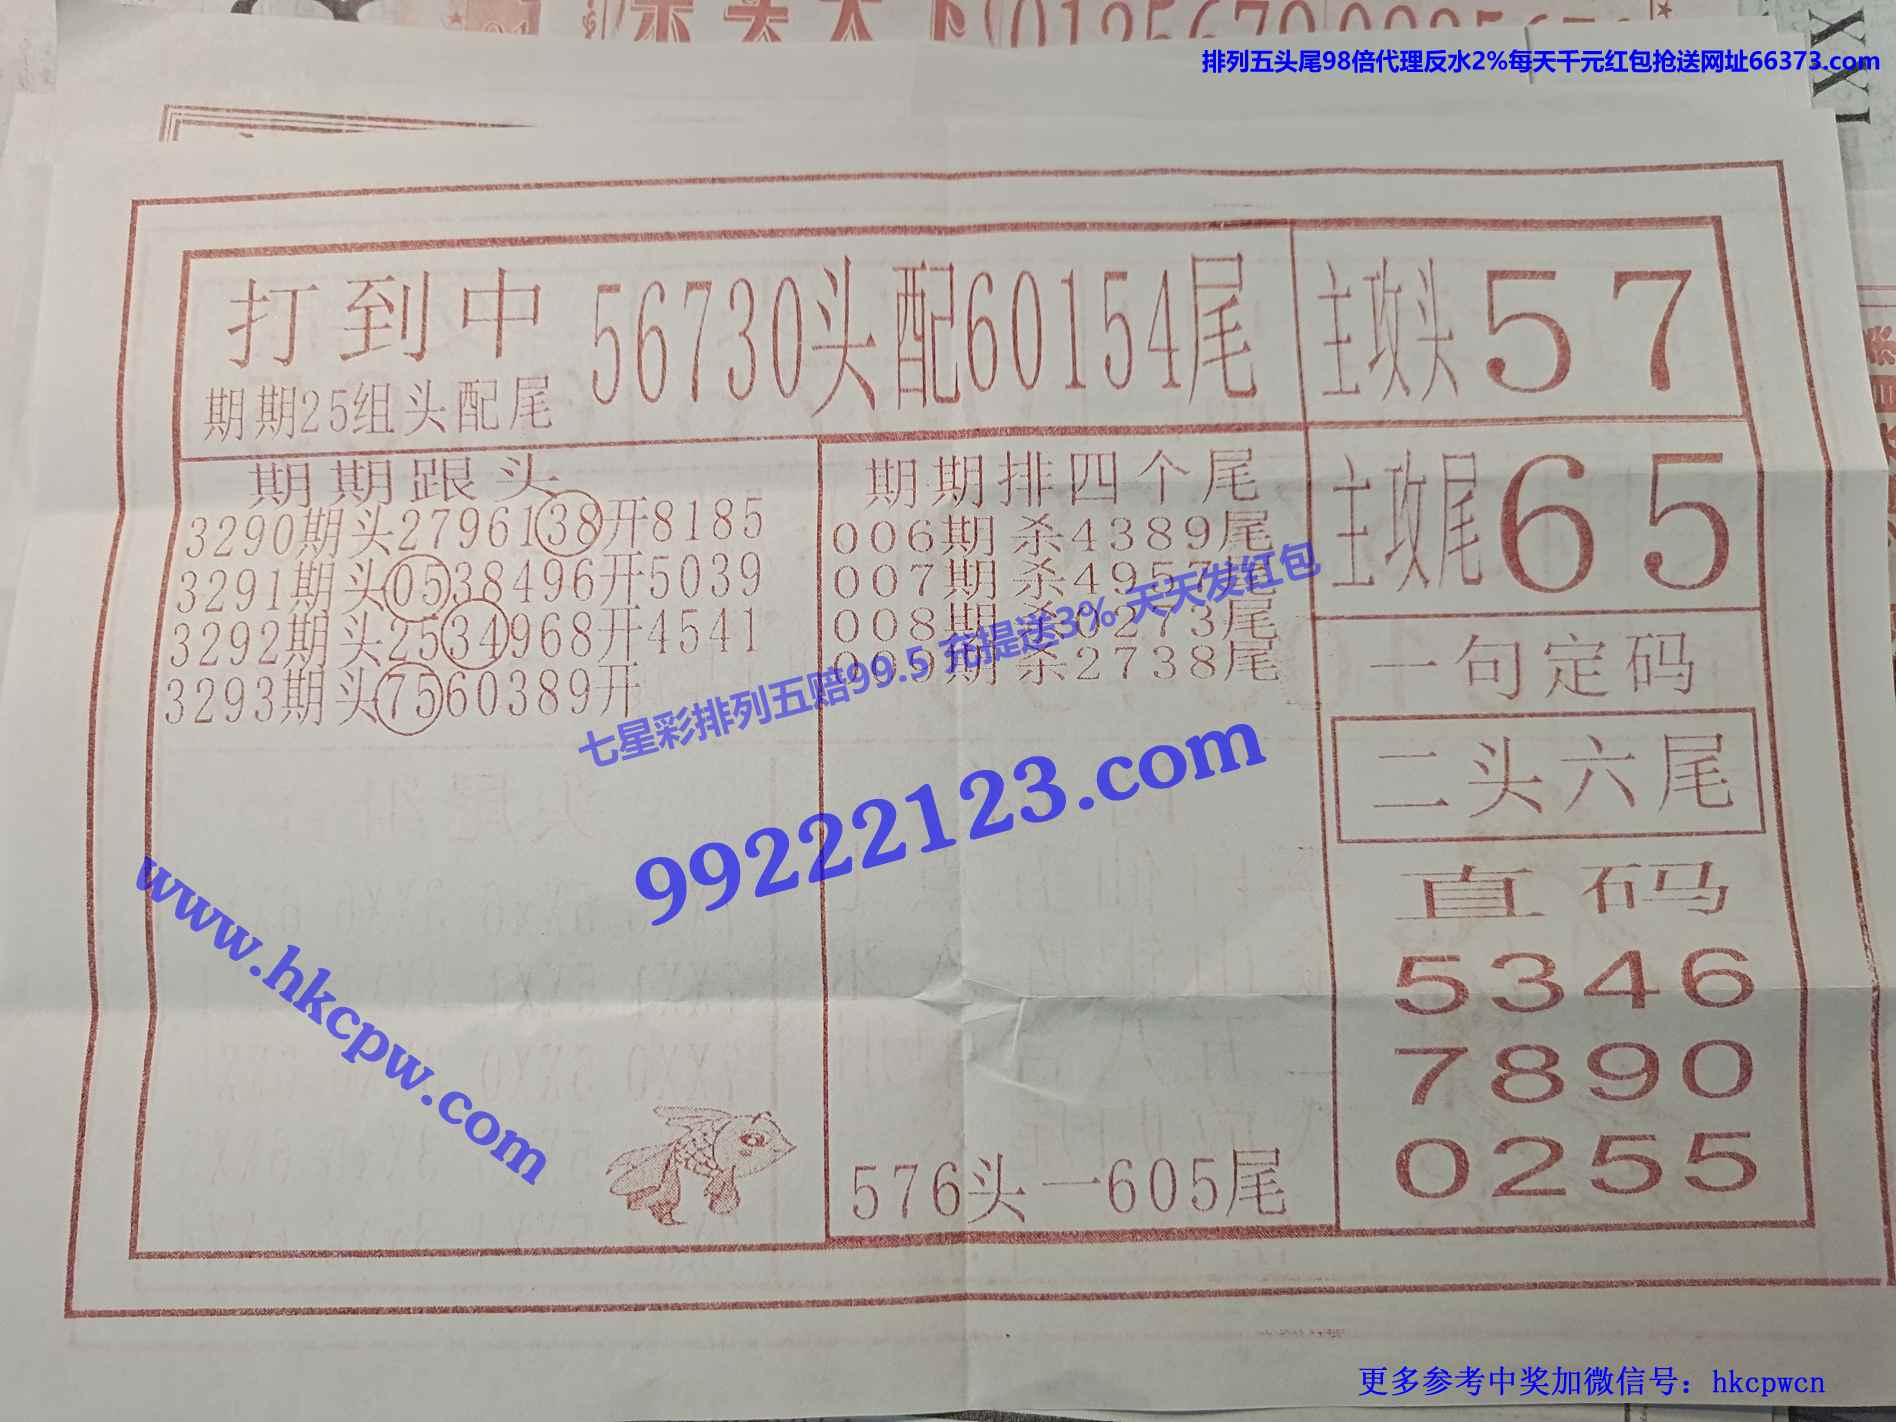 排列五头尾98倍代理反水2%每天千元红包抢送网址66373.com
打到中
期期25组头配尾
56730头配60154尾
主攻头57
期期跟头
3290期头2796138开8185
3291期头0538496开5039
3292期头2534968开4541
3293期头7560389开
期期排四个尾
006期杀4389尾
007期杀4957尾
008期杀0273尾
009期杀2738尾
576头一605尾
主攻尾65
一句定码
二头六尾
直码
5346
7890
0255
七星彩排列五赔99.5 充提送3% 天天发红包
99222123.com
www.hkcpw.com
更多参考中奖加微信号：hkcpwcn